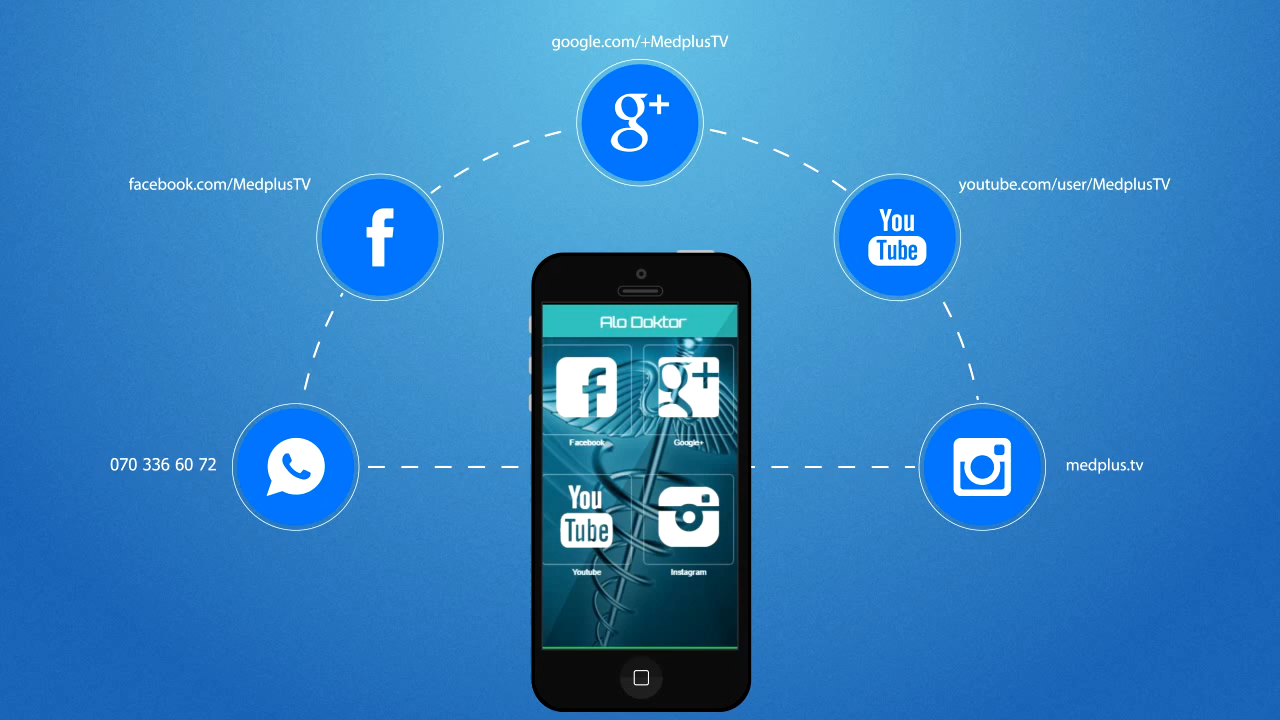 google.com/+MedplusTV
g+
facebook.com/MedplusTV
f
youtube.com/user/MedplusTV
You
Tube
Alo Doktor
f
g+
Facebook
Google+
070 336 60 72
medplus.tv
You
Tube
Youtube
Instagram